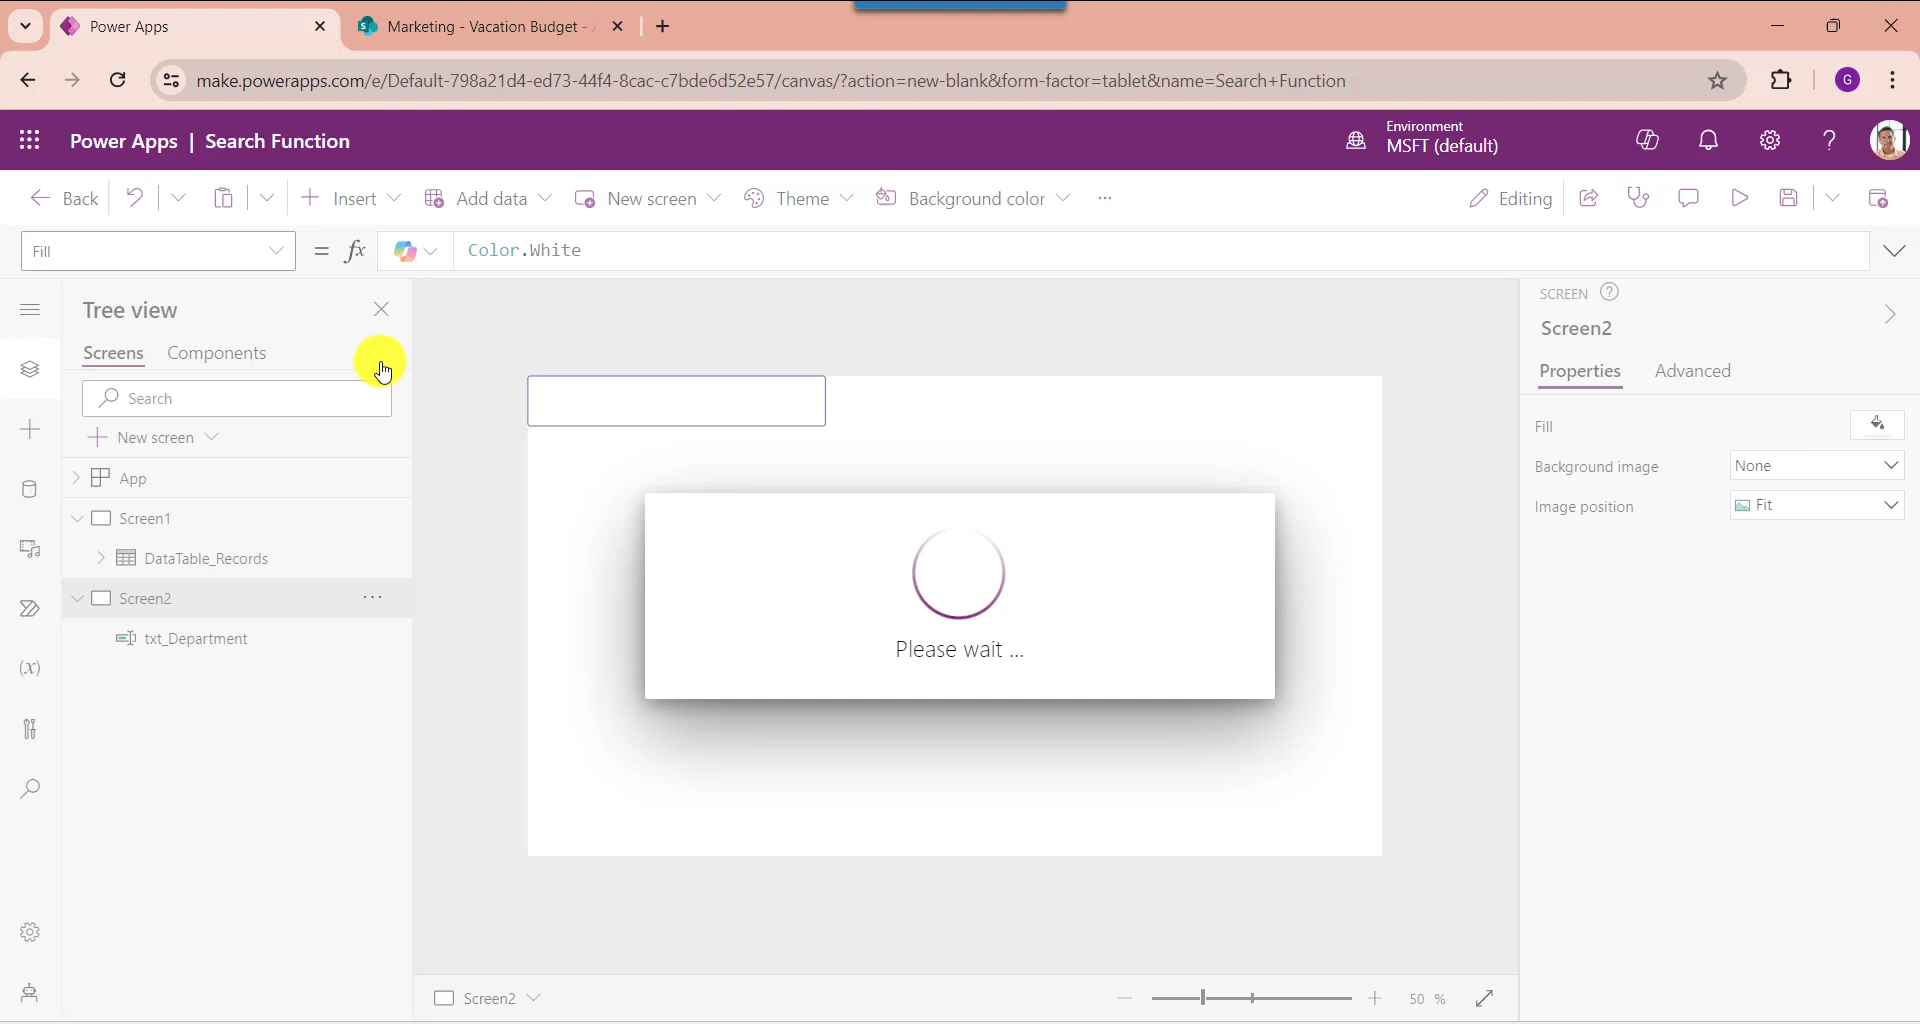 Power Apps
Marketing - Vacation Budget -
make.powerapps.com/e/Default-798a21d4-ed73-44f4-8cac-c7bde6d52e57/canvas/?action=new-blank&form-factor=tablet&name=Search+Function
G
Power Apps | Search Function
Environment
MSFT (default)
Back
Insert
Add data
New screen
Theme
Background color
...
Editing
Fill
= fx
Color.White
Tree view
Screens
Components
Search
New screen
App
Screen1
DataTable_Records
Screen2
...
txt_Department
(x)
Please wait ...
SCREEN
Screen2
Properties
Advanced
Fill
Background image
None
Image position
Fit
Screen2
50 %